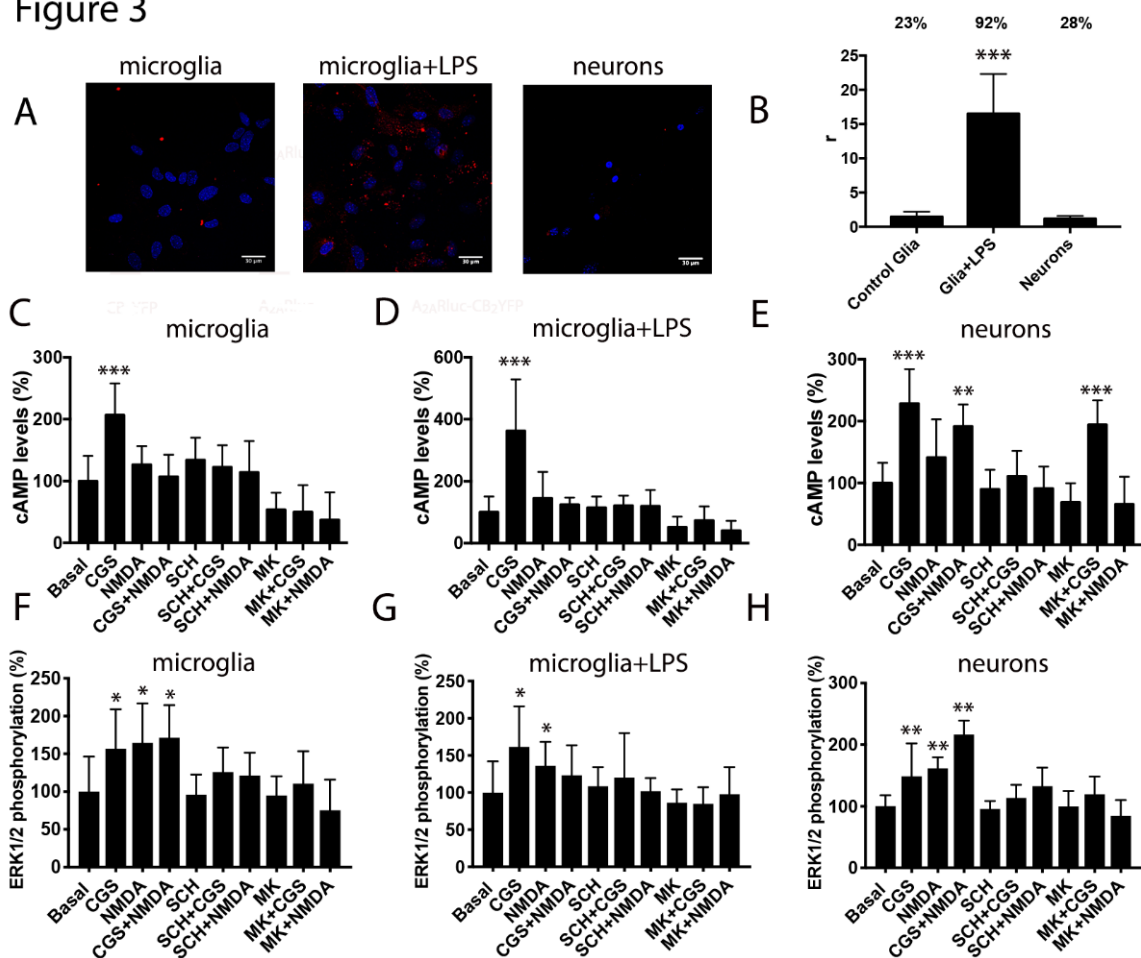 Figure 3
23% 92% 28%
microglia
microglia+LPS
neurons
A
30 µm
30 µm
30 µm
B
***
25
20
15
10
5
0
r
Control Glia
Glia+LPS
Neurons
A2ARluc-CB2YFP
C
microglia
cAMP levels (%)
300
200
100
0
***
Basal
CGS
NMDA
CGS+NMDA
SCH
SCH+CGS
SCH+NMDA
MK
MK+CGS
MK+NMDA
D
microglia+LPS
cAMP levels (%)
600
400
200
0
***
Basal
CGS
NMDA
CGS+NMDA
SCH
SCH+CGS
SCH+NMDA
MK
MK+CGS
MK+NMDA
E
neurons
cAMP levels (%)
300
200
100
0
*** ** ***
Basal
CGS
NMDA
CGS+NMDA
SCH
SCH+CGS
SCH+NMDA
MK
MK+CGS
MK+NMDA
F
microglia
ERK1/2 phosphorylation (%)
250
200
150
100
50
0
* * *
Basal
CGS
NMDA
CGS+NMDA
SCH
SCH+CGS
SCH+NMDA
MK
MK+CGS
MK+NMDA
G
microglia+LPS
ERK1/2 phosphorylation (%)
250
200
150
100
50
0
* *
Basal
CGS
NMDA
CGS+NMDA
SCH
SCH+CGS
SCH+NMDA
MK
MK+CGS
MK+NMDA
H
neurons
ERK1/2 phosphorylation (%)
300
200
100
0
** ** **
Basal
CGS
NMDA
CGS+NMDA
SCH
SCH+CGS
SCH+NMDA
MK
MK+CGS
MK+NMDA